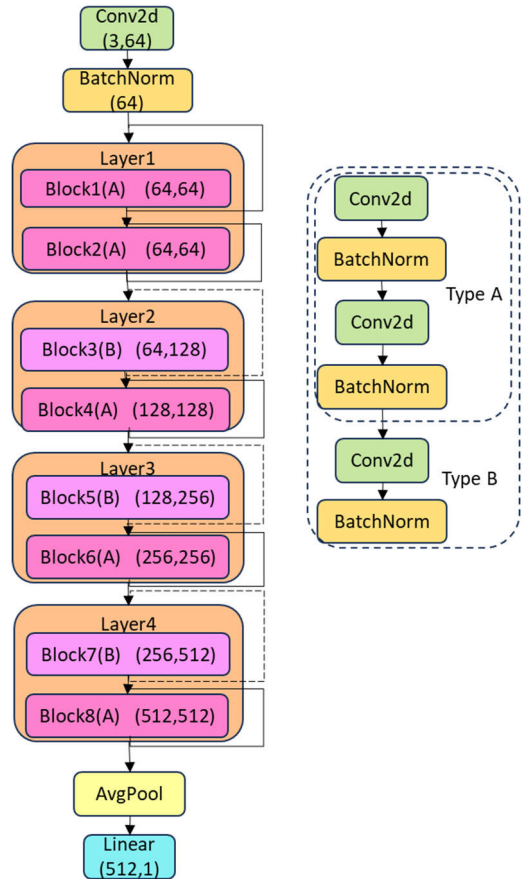 Conv2d
(3,64)
BatchNorm
(64)
Layer1
Block1(A) (64,64)
Block2(A) (64,64)
Layer2
Block3(B) (64,128)
Block4(A) (128,128)
Layer3
Block5(B) (128,256)
Block6(A) (256,256)
Layer4
Block7(B) (256,512)
Block8(A) (512,512)
AvgPool
Linear
(512,1)
Conv2d
BatchNorm
Type A
Conv2d
BatchNorm
Conv2d
Type B
BatchNorm